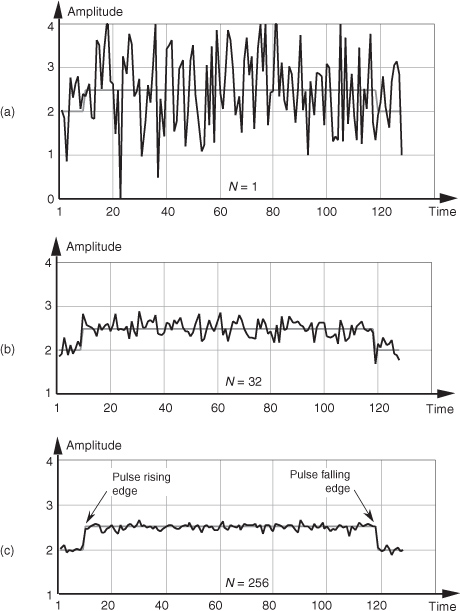 Amplitude
4
3
(a)
2
1
N = 1
0
1 20 40 60 80 100 120 Time
Amplitude
4
3
(b)
2
N = 32
1
1 20 40 60 80 100 120 Time
Amplitude
4
Pulse rising
edge
Pulse falling
edge
3
(c)
2
N = 256
1
1 20 40 60 80 100 120 Time